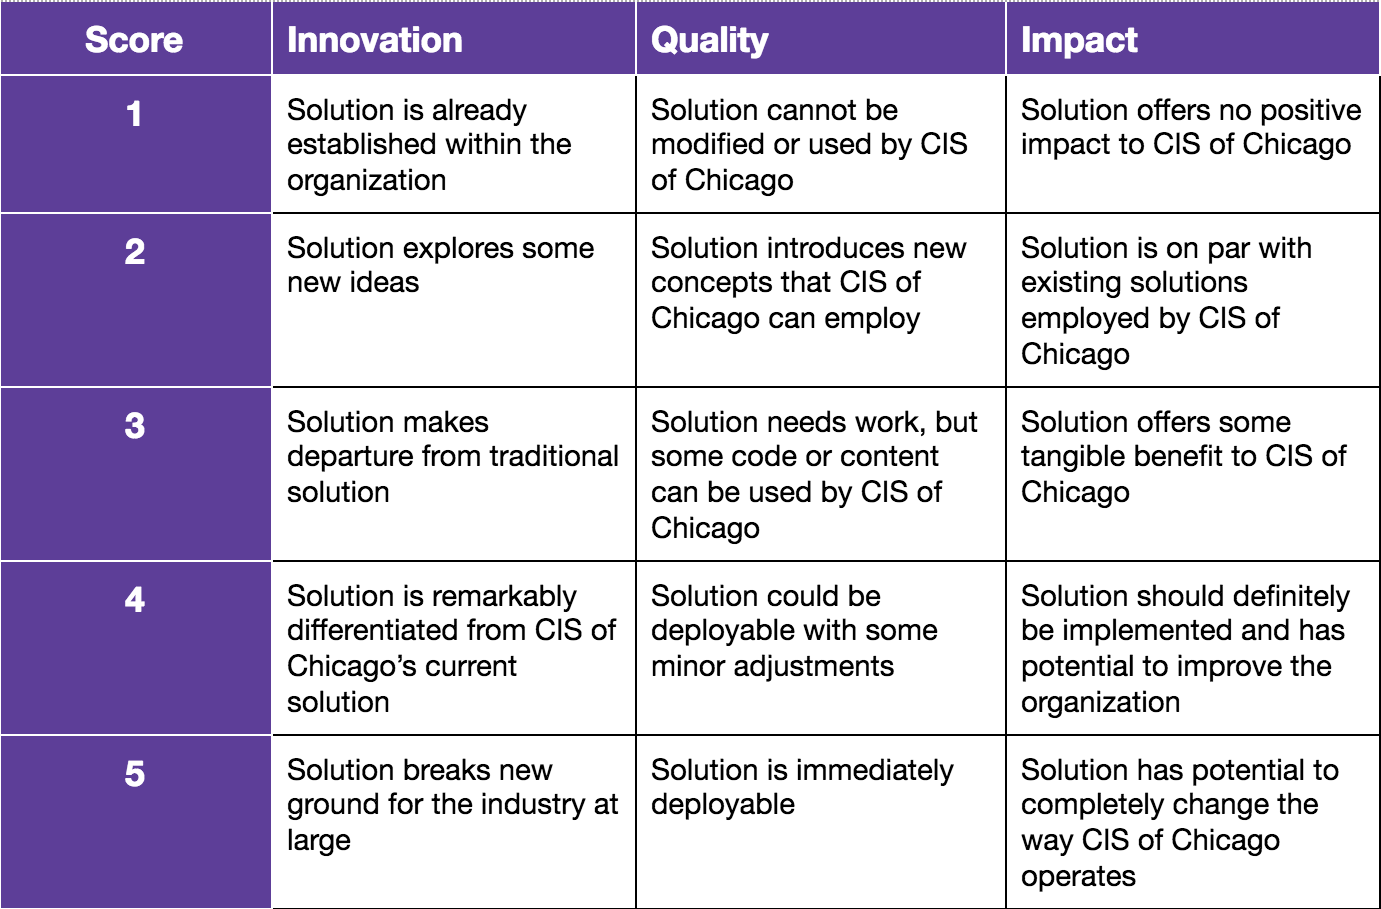 Score Innovation Quality Impact
1
Solution is already
established within the
organization
Solution cannot be
modified or used by CIS
of Chicago
Solution offers no positive
impact to CIS of Chicago
2
Solution explores some
new ideas
Solution introduces new
concepts that CIS of
Chicago can employ
Solution is on par with
existing solutions
employed by CIS of
Chicago
3
Solution makes
departure from traditional
solution
Solution needs work, but
some code or content
can be used by CIS of
Chicago
Solution offers some
tangible benefit to CIS of
Chicago
4
Solution is remarkably
differentiated from CIS of
Chicago’s current
solution
Solution could be
deployable with some
minor adjustments
Solution should definitely
be implemented and has
potential to improve the
organization
5
Solution breaks new
ground for the industry at
large
Solution is immediately
deployable
Solution has potential to
completely change the
way CIS of Chicago
operates